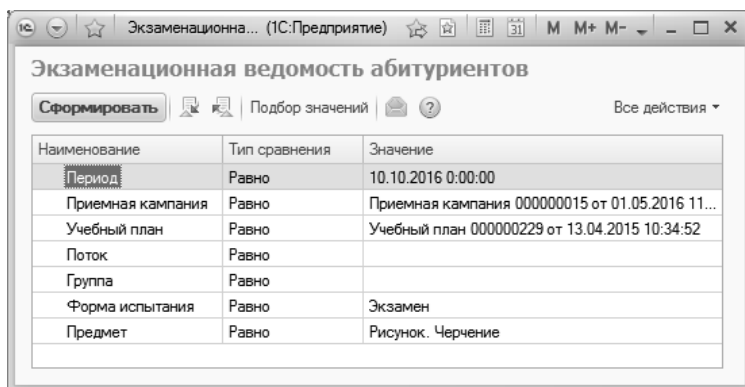 1С Экзаменационна... (1С:Предприятие) 31 M M+ M-
Экзаменационная ведомость абитуриентов
Сформировать Подбор значений ? Все действия
Наименование Тип сравнения Значение
Период Равно 10.10.2016 0:00:00
Приемная кампания Равно Приемная кампания 000000015 от 01.05.2016 11...
Учебный план Равно Учебный план 000000229 от 13.04.2015 10:34:52
Поток Равно
Группа Равно
Форма испытания Равно Экзамен
Предмет Равно Рисунок. Черчение